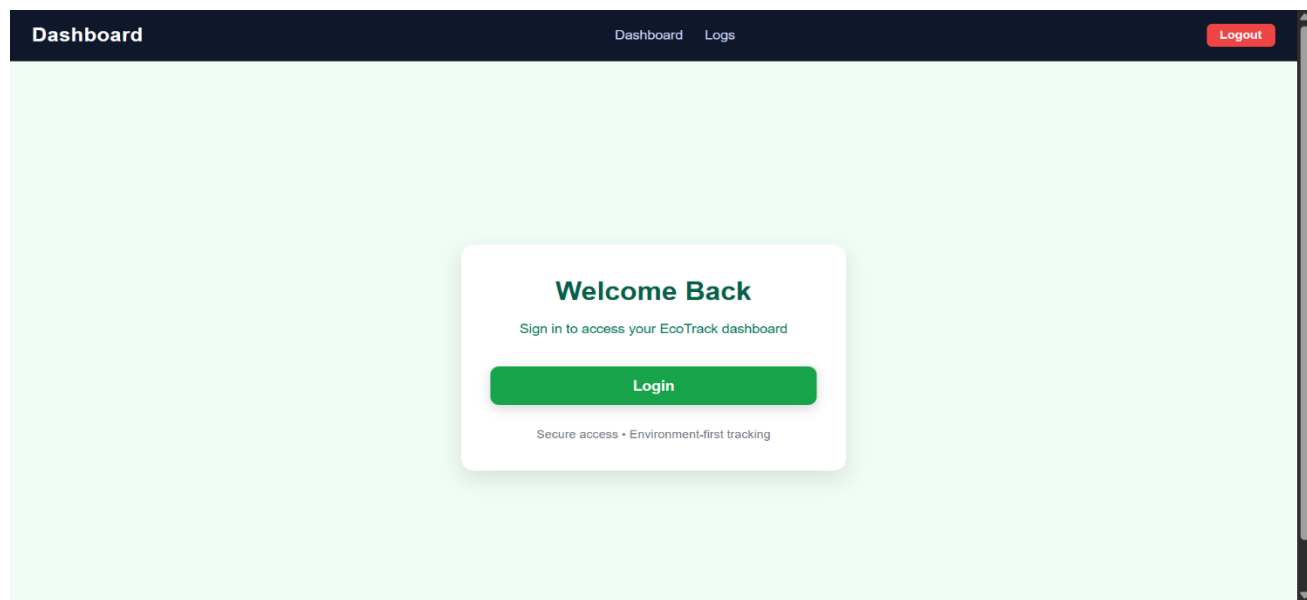 Dashboard
Dashboard Logs
Logout
Welcome Back
Sign in to access your EcoTrack dashboard
Login
Secure access • Environment-first tracking